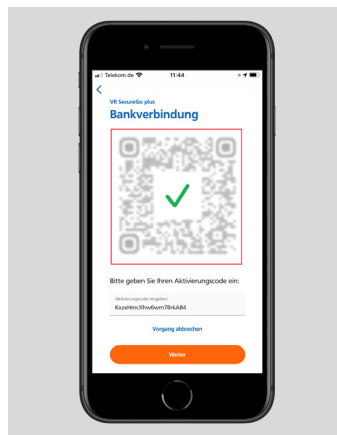 Telekom.de
11:44
VR SecureGo plus
Bankverbindung
Bitte geben Sie Ihren Aktivierungscode ein:
Aktivierungscode eingeben
KxzxHmcXhw6wm7BrkA84
Vorgang abbrechen
Weiter